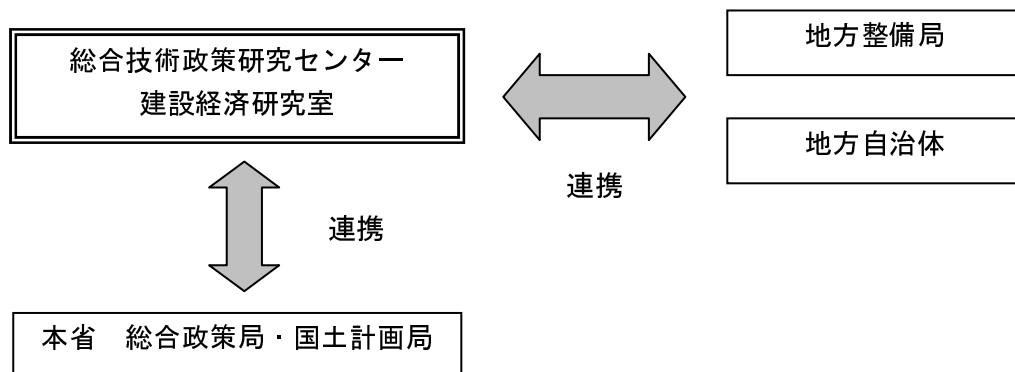 総合技術政策研究センター
建設経済研究室
地方整備局
地方自治体
連携
連携
本省　総合政策局・国土計画局